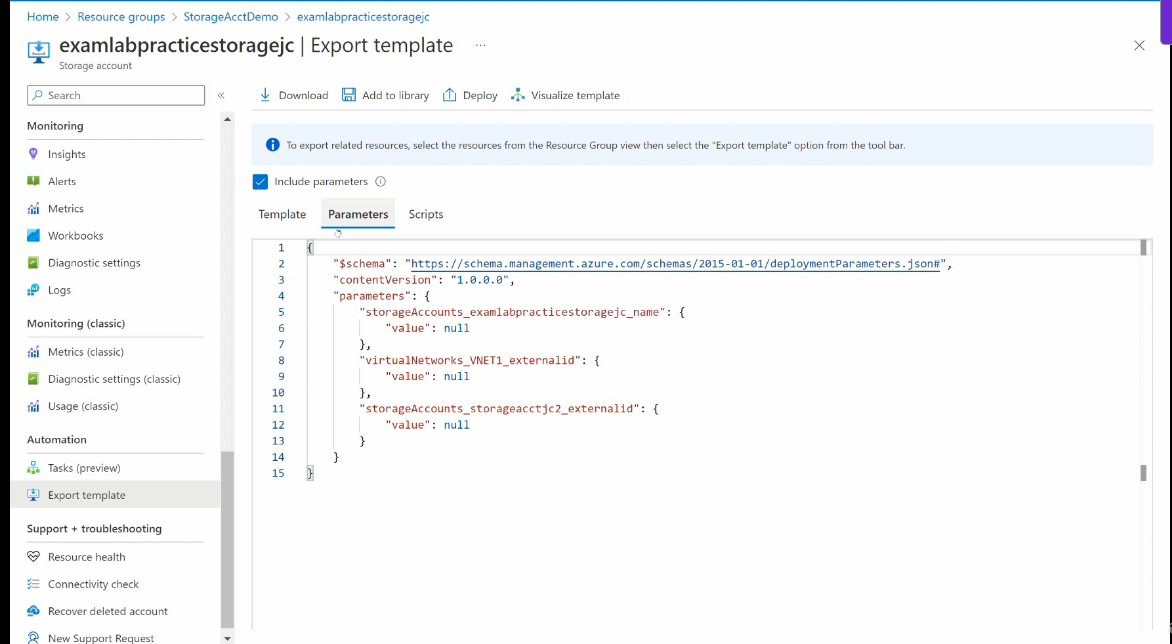 Home > Resource groups > StorageAcctDemo > examlabpracticestoragejc
examlabpracticestoragejc | Export template ...
Storage account
Search
«
Monitoring
Insights
Alerts
Metrics
Workbooks
Diagnostic settings
Logs
Monitoring (classic)
Metrics (classic)
Diagnostic settings (classic)
Usage (classic)
Automation
Tasks (preview)
Export template
Support + troubleshooting
Resource health
Connectivity check
Recover deleted account
New Support Request
Download Add to library Deploy Visualize template
To export related resources, select the resources from the Resource Group view then select the "Export template" option from the tool bar.
Include parameters
Template Parameters Scripts
1 {
2 "$schema": "https://schema.management.azure.com/schemas/2015-01-01/deploymentParameters.json#",
3 "contentVersion": "1.0.0.0",
4 "parameters": {
5 "storageAccounts_examlabpracticestoragejc_name": {
6 "value": null
7 },
8 "virtualNetworks_VNET1_externalid": {
9 "value": null
10 },
11 "storageAccounts_storageacctjc2_externalid": {
12 "value": null
13 }
14 }
15 }